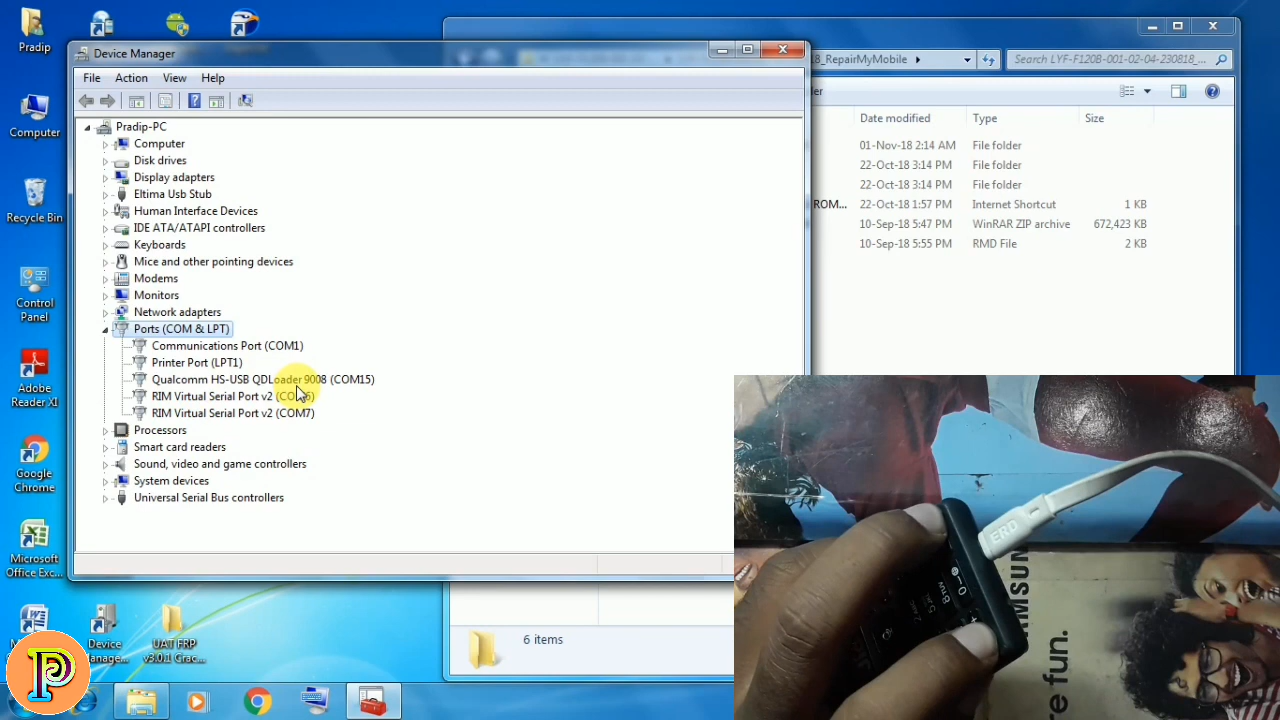 Pradip
Computer
Recycle Bin
Control
Panel
Adobe
Reader XI
Google
Chrome
Microsoft
Office Exc...
Device
Manage...
UAT FRP
v3.0.1 Crac...
Device Manager
File Action View Help
Pradip-PC
Computer
Disk drives
Display adapters
Eltima Usb Stub
Human Interface Devices
IDE ATA/ATAPI controllers
Keyboards
Mice and other pointing devices
Modems
Monitors
Network adapters
Ports (COM & LPT)
Communications Port (COM1)
Printer Port (LPT1)
Qualcomm HS-USB QDLoader 9008 (COM15)
RIM Virtual Serial Port v2 (COM6)
RIM Virtual Serial Port v2 (COM7)
Processors
Smart card readers
Sound, video and game controllers
System devices
Universal Serial Bus controllers
18_RepairMyMobile
Search LYF-F120B-001-02-04-230818_...
der
Date modified Type Size
01-Nov-18 2:14 AM File folder
22-Oct-18 3:14 PM File folder
22-Oct-18 3:14 PM File folder
ROM... 22-Oct-18 1:57 PM Internet Shortcut 1 KB
10-Sep-18 5:47 PM WinRAR ZIP archive 672,423 KB
10-Sep-18 5:55 PM RMD File 2 KB
6 items
ERD
SAMSUN
re fun.
P